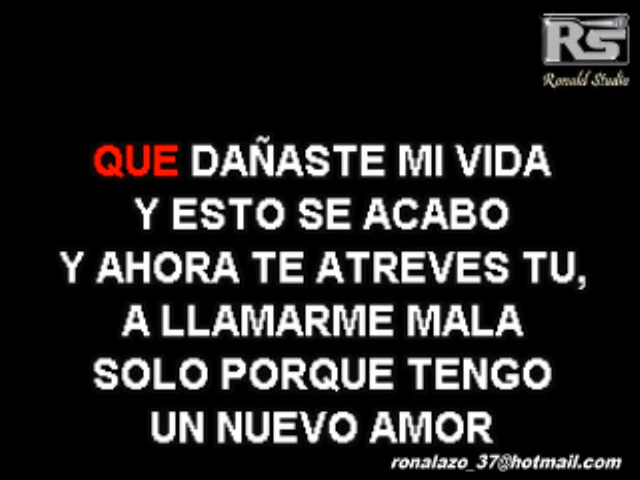 RS
Ronald Studio
QUE DAÑASTE MI VIDA
Y ESTO SE ACABO
Y AHORA TE ATREVES TU,
A LLAMARME MALA
SOLO PORQUE TENGO
UN NUEVO AMOR
ronalazo_37@hotmail.com